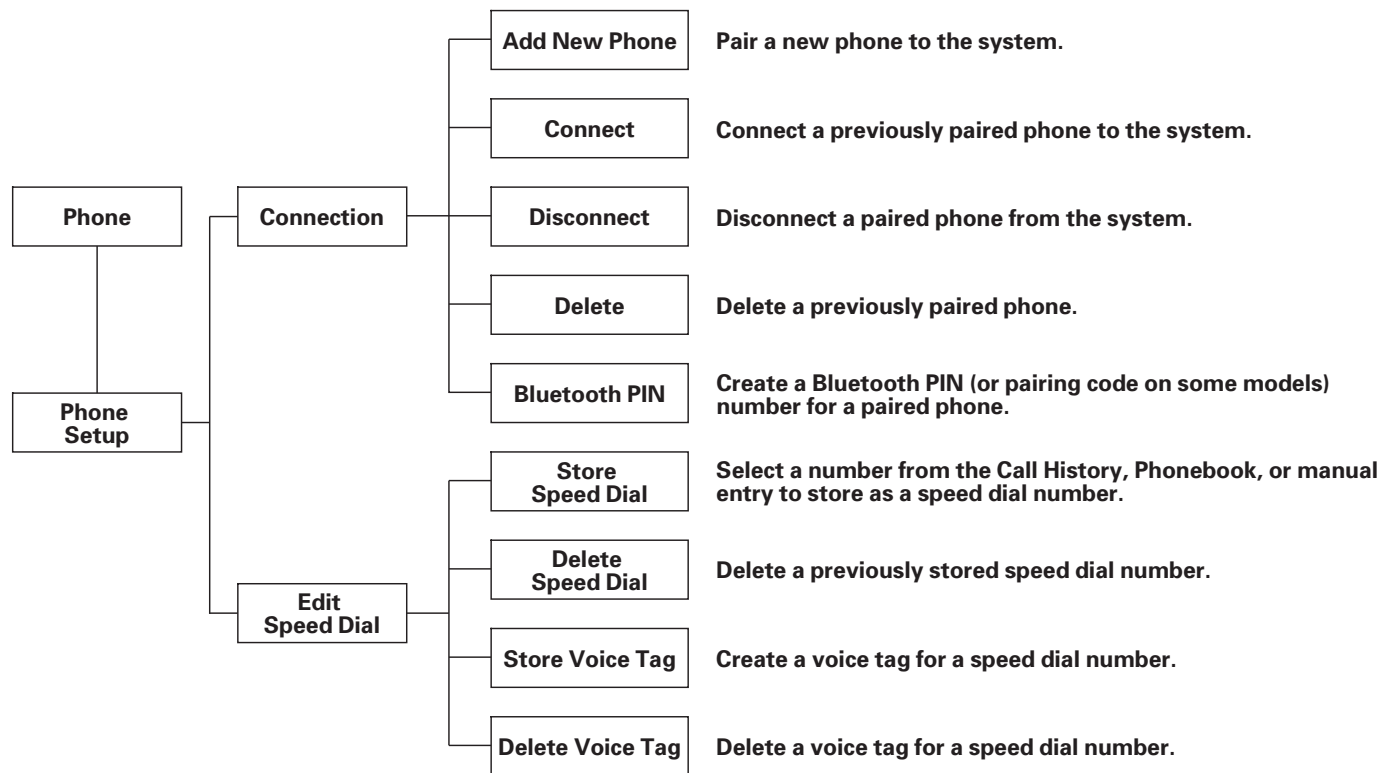 Add New Phone
Pair a new phone to the system.
Connect
Connect a previously paired phone to the system.
Phone
Connection
Disconnect
Disconnect a paired phone from the system.
Delete
Delete a previously paired phone.
Phone
Setup
Bluetooth PIN
Create a Bluetooth PIN (or pairing code on some models)
number for a paired phone.
Store
Speed Dial
Select a number from the Call History, Phonebook, or manual
entry to store as a speed dial number.
Delete
Speed Dial
Delete a previously stored speed dial number.
Edit
Speed Dial
Store Voice Tag
Create a voice tag for a speed dial number.
Delete Voice Tag
Delete a voice tag for a speed dial number.